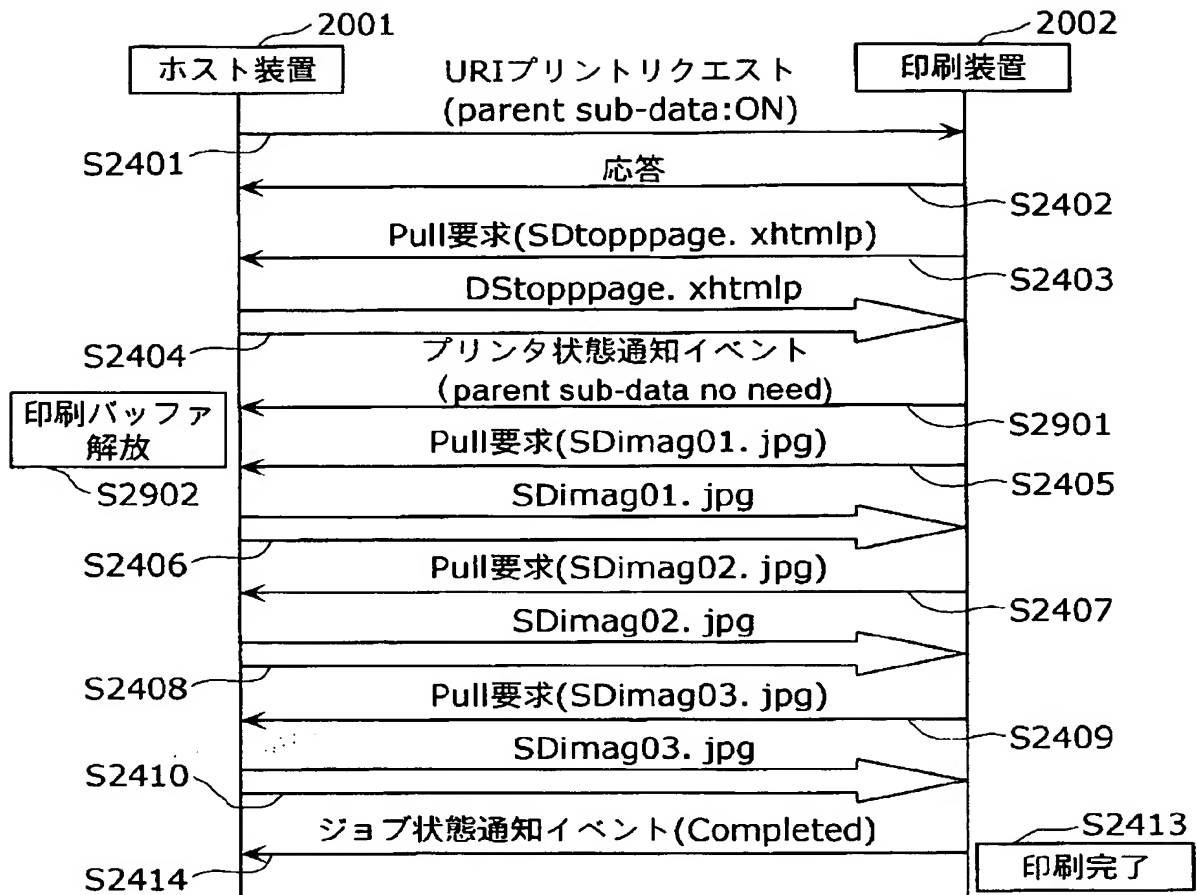 2001
2002
ホスト装置
印刷装置
URIプリントリクエスト
(parent sub-data:ON)
S2401
応答
S2402
Pull要求(SDtopppage. xhtmlp)
S2403
DStopppage. xhtmlp
S2404
プリンタ状態通知イベント
(parent sub-data no need)
S2901
印刷バッファ
解放
S2902
Pull要求(SDimag01. jpg)
S2405
SDimag01. jpg
S2406
Pull要求(SDimag02. jpg)
S2407
SDimag02. jpg
S2408
Pull要求(SDimag03. jpg)
S2409
SDimag03. jpg
S2410
ジョブ状態通知イベント(Completed)
S2413
印刷完了
S2414